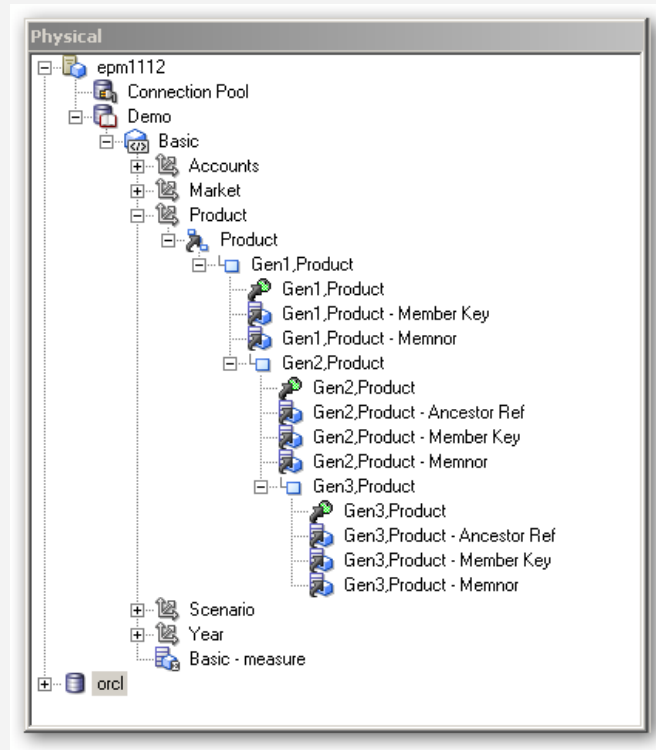 Physical
epm1112
Connection Pool
Demo
Basic
Accounts
Market
Product
Product
Gen1,Product
Gen1,Product
Gen1,Product - Member Key
Gen1,Product - Memnor
Gen2,Product
Gen2,Product
Gen2,Product - Ancestor Ref
Gen2,Product - Member Key
Gen2,Product - Memnor
Gen3,Product
Gen3,Product
Gen3,Product - Ancestor Ref
Gen3,Product - Member Key
Gen3,Product - Memnor
Scenario
Year
Basic - measure
orcl